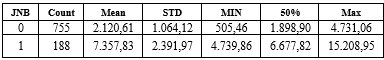 JNB Count Mean STD MIN 50% Max
0 755 2.120,61 1.064,12 505,46 1.898,90 4.731,06
1 188 7.357,83 2.391,97 4.739,86 6.677,82 15.208,95